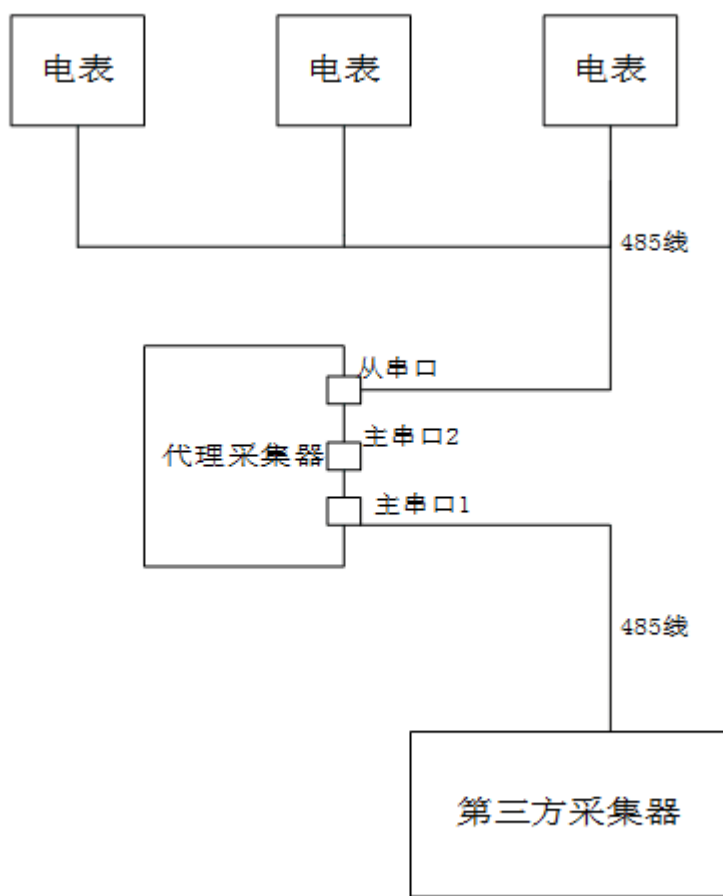 电表
电表
电表
485线
从串口
主串口2
代理采集器
主串口1
485线
第三方采集器